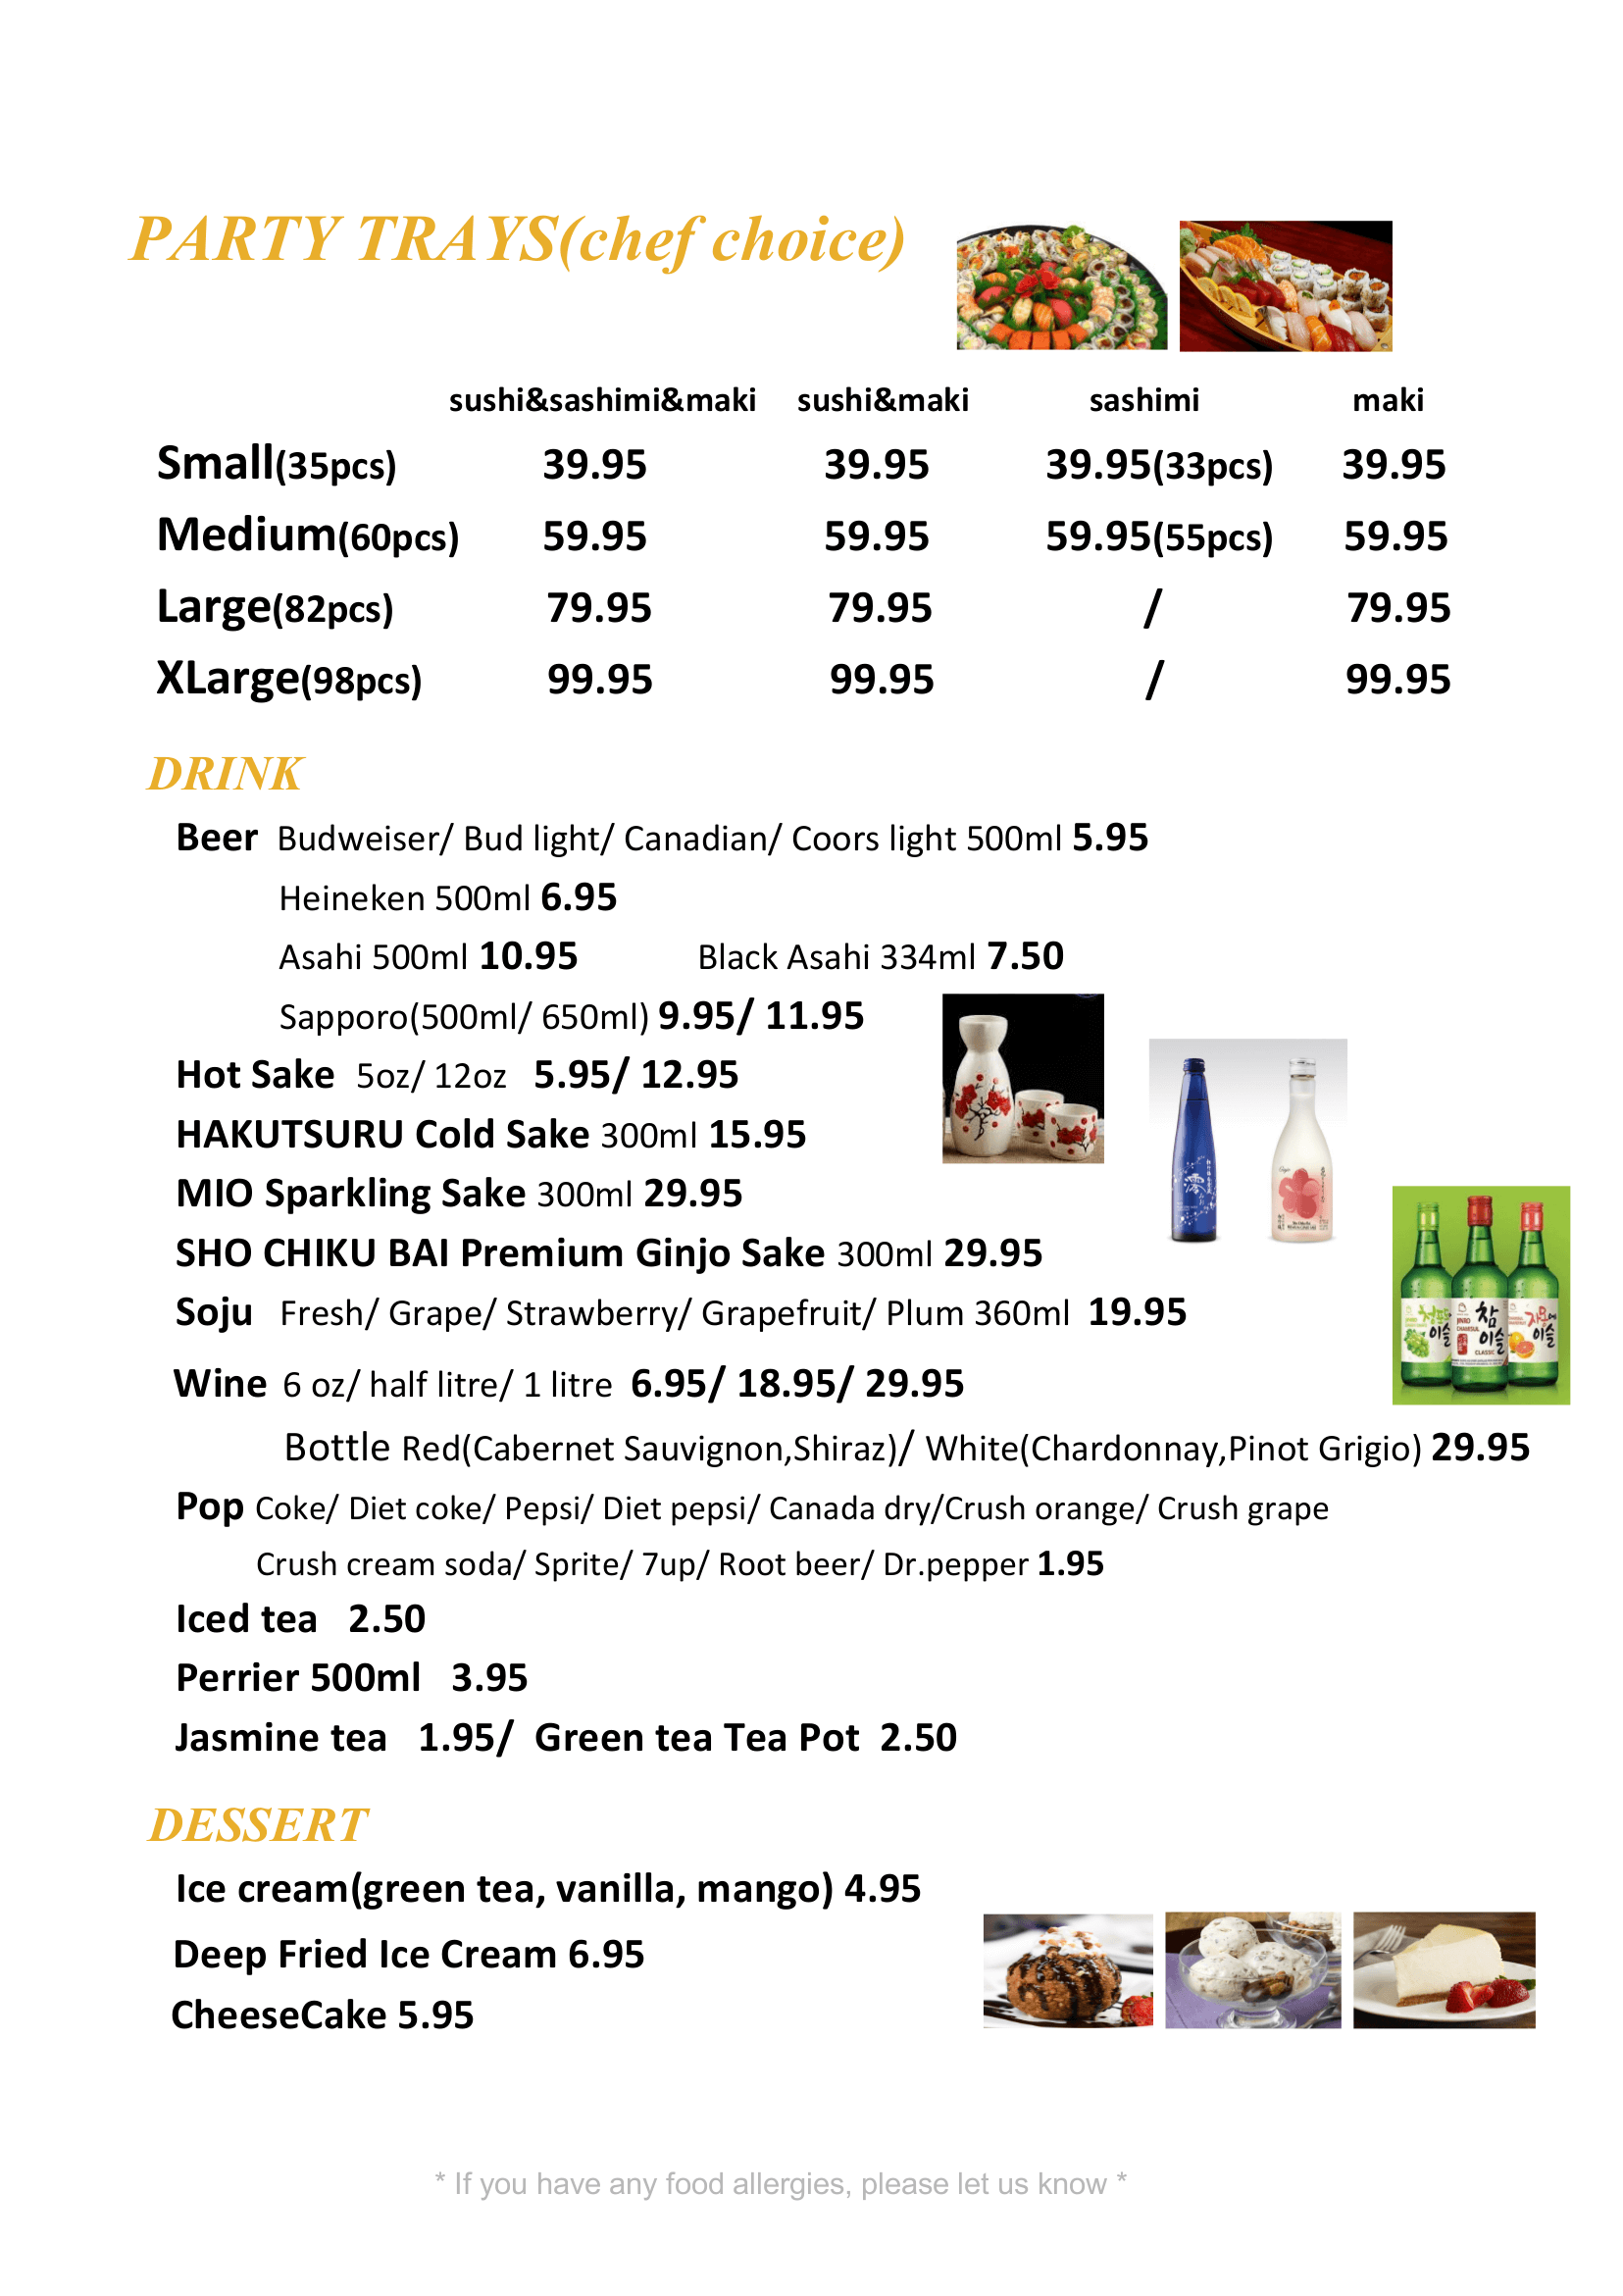 PARTY TRAYS(chef choice)
sushi&sashimi&maki sushi&maki sashimi maki
Small(35pcs) 39.95 39.95 39.95(33pcs) 39.95
Medium(60pcs) 59.95 59.95 59.95(55pcs) 59.95
Large(82pcs) 79.95 79.95 / 79.95
XLarge(98pcs) 99.95 99.95 / 99.95
DRINK
Beer Budweiser/ Bud light/ Canadian/ Coors light 500ml 5.95
Heineken 500ml 6.95
Asahi 500ml 10.95 Black Asahi 334ml 7.50
Sapporo(500ml/ 650ml) 9.95/ 11.95
Hot Sake 5oz/ 12oz 5.95/ 12.95
HAKUTSURU Cold Sake 300ml 15.95
MIO Sparkling Sake 300ml 29.95
SHO CHIKU BAI Premium Ginjo Sake 300ml 29.95
Soju Fresh/ Grape/ Strawberry/ Grapefruit/ Plum 360ml 19.95
Wine 6 oz/ half litre/ 1 litre 6.95/ 18.95/ 29.95
Bottle Red(Cabernet Sauvignon,Shiraz)/ White(Chardonnay,Pinot Grigio) 29.95
Pop Coke/ Diet coke/ Pepsi/ Diet pepsi/ Canada dry/Crush orange/ Crush grape
Crush cream soda/ Sprite/ 7up/ Root beer/ Dr.pepper 1.95
Iced tea 2.50
Perrier 500ml 3.95
Jasmine tea 1.95/ Green tea Tea Pot 2.50
DESSERT
Ice cream(green tea, vanilla, mango) 4.95
Deep Fried Ice Cream 6.95
CheeseCake 5.95
* If you have any food allergies, please let us know *
澪
참
이슬
CLASSIC
이슬
이슬